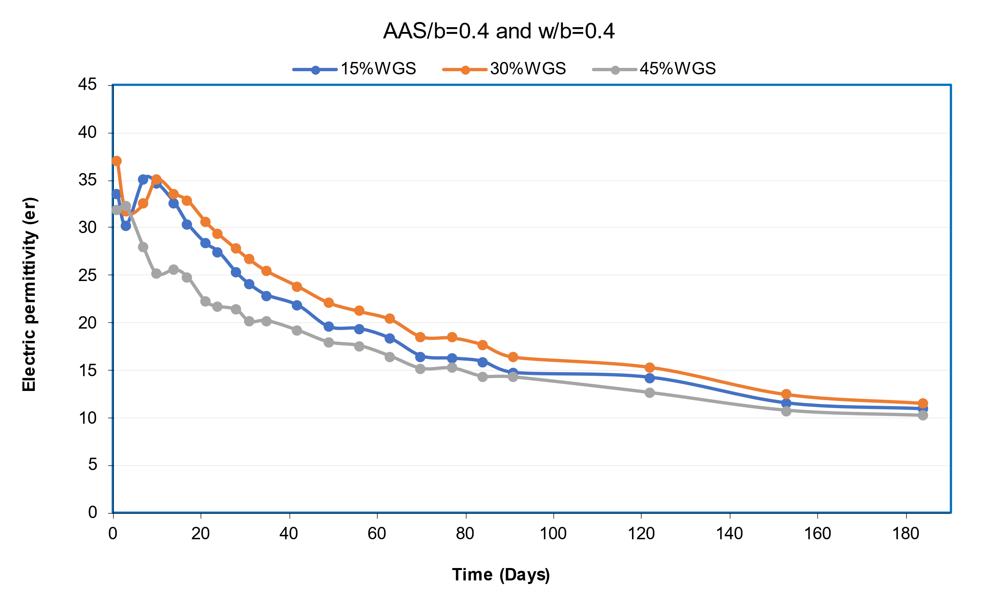 AAS/b=0.4 and w/b=0.4
15%WGS 30%WGS 45%WGS
45
40
35
30
25
20
15
10
5
0
Electric permittivity (er)
0 20 40 60 80 100 120 140 160 180
Time (Days)